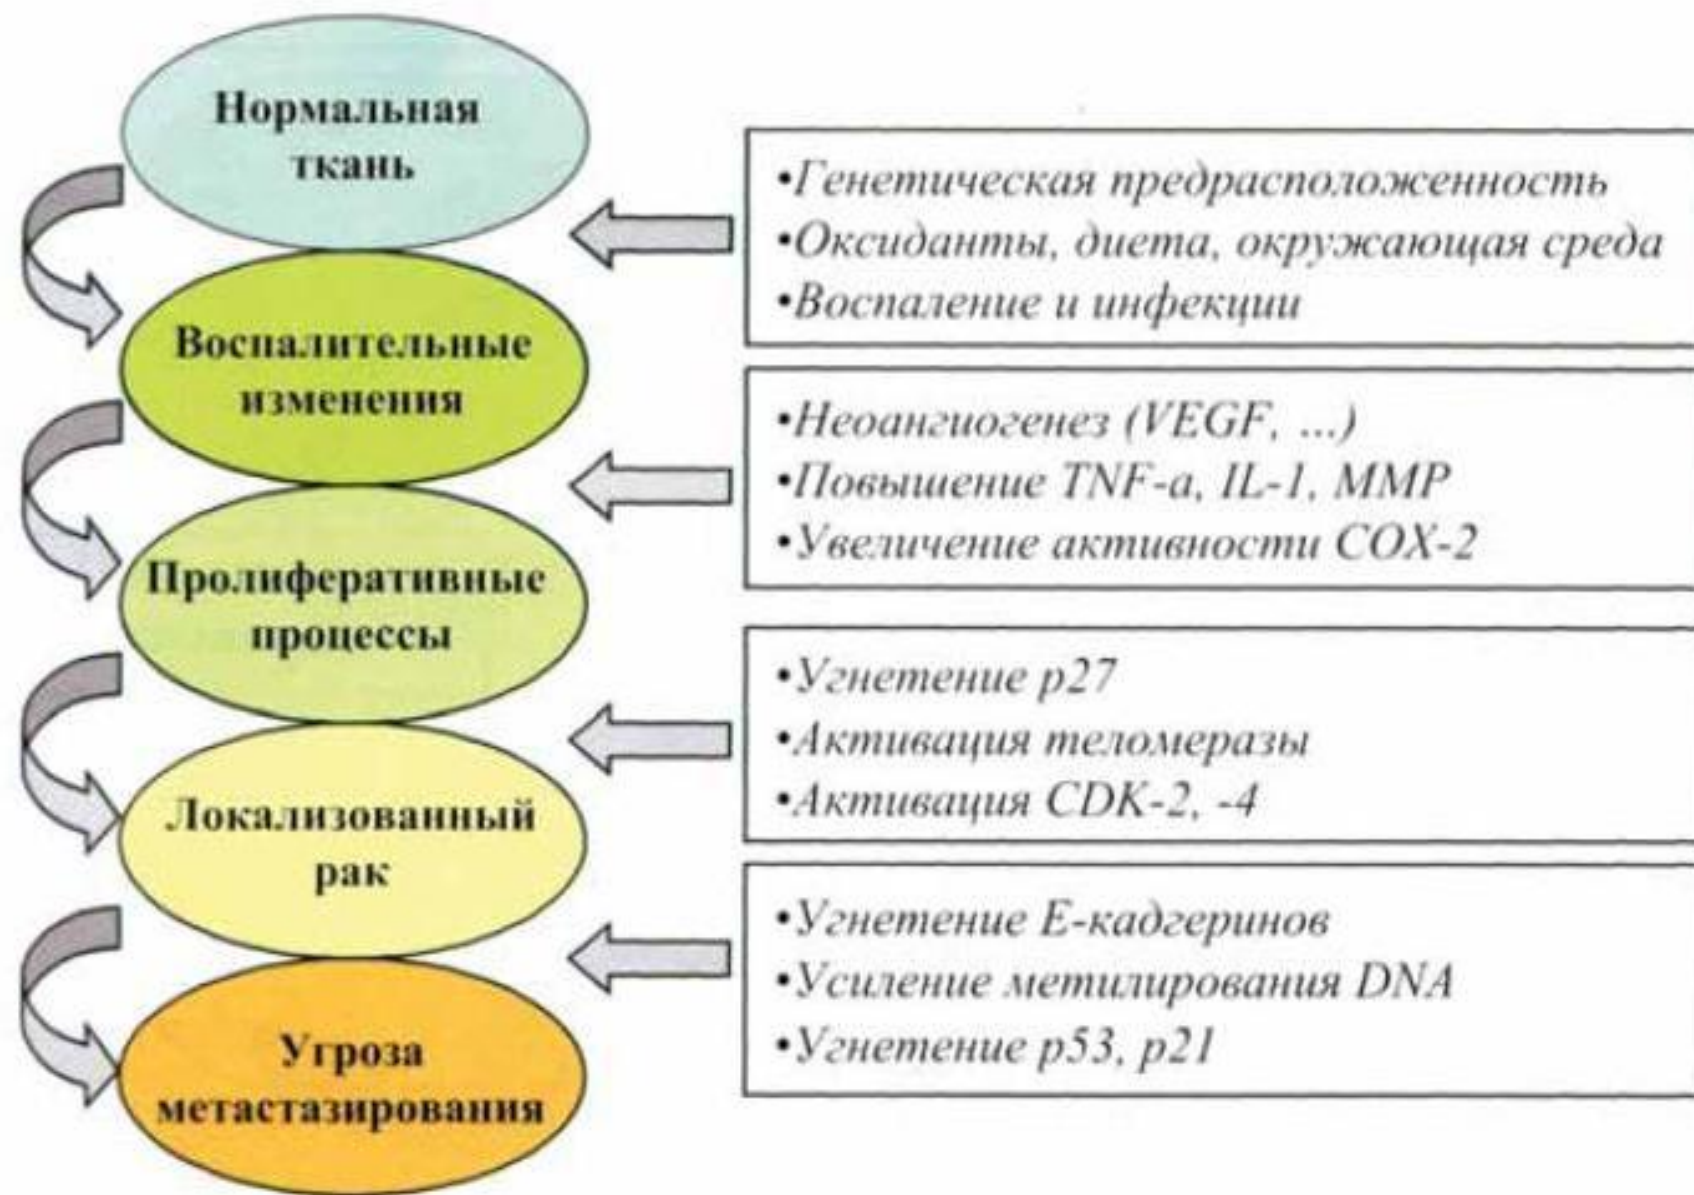 Нормальная
ткань
•Генетическая предрасположенность
•Оксиданты, диета, окружающая среда
•Воспаление и инфекции
Воспалительные
изменения
•Неоангиогенез (VEGF, ...)
•Повышение TNF-a, IL-1, MMP
•Увеличение активности COX-2
Пролиферативные
процессы
•Угнетение p27
•Активация теломеразы
•Активация CDK-2, -4
Локализованный
рак
•Угнетение E-кадгеринов
•Усиление метилирования DNA
•Угнетение p53, p21
Угроза
метастазирования